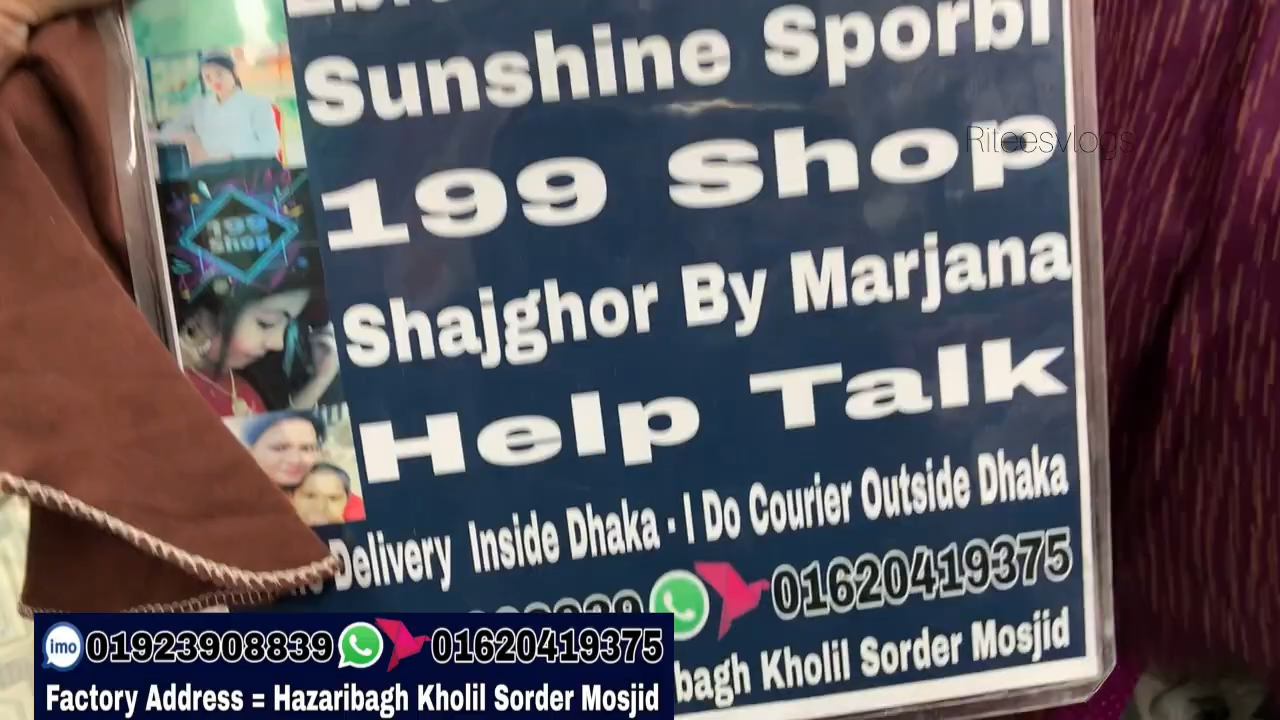 Sunshine Sporbi
Riteesvlogs
199 Shop
199
Shop
Shajghor By Marjana
Help Talk
Delivery Inside Dhaka - I Do Courier Outside Dhaka
01620419375
Kholil Sorder Mosjid
imo 01923908839 01620419375
Factory Address = Hazaribagh Kholil Sorder Mosjid